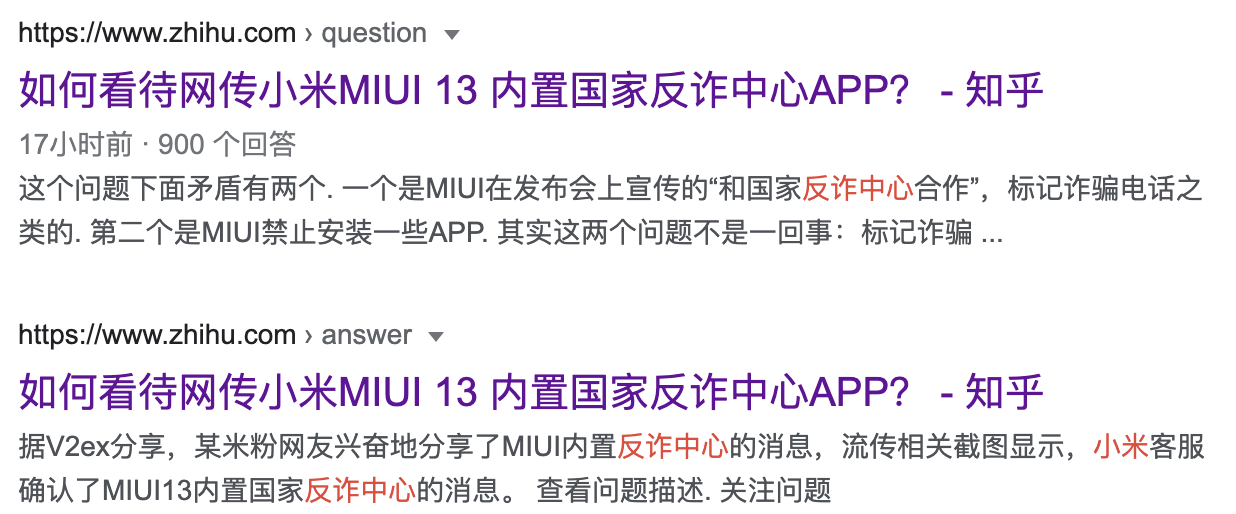 https://www.zhihu.com › question
如何看待网传小米MIUI 13 内置国家反诈中心APP？ - 知乎
17小时前 · 900 个回答
这个问题下面矛盾有两个. 一个是MIUI在发布会上宣传的“和国家反诈中心合作”，标记诈骗电话之
类的. 第二个是MIUI禁止安装一些APP. 其实这两个问题不是一回事：标记诈骗 ...
https://www.zhihu.com › answer
如何看待网传小米MIUI 13 内置国家反诈中心APP？ - 知乎
据V2ex分享，某米粉网友兴奋地分享了MIUI内置反诈中心的消息，流传相关截图显示，小米客服
确认了MIUI13内置国家反诈中心的消息。 查看问题描述. 关注问题